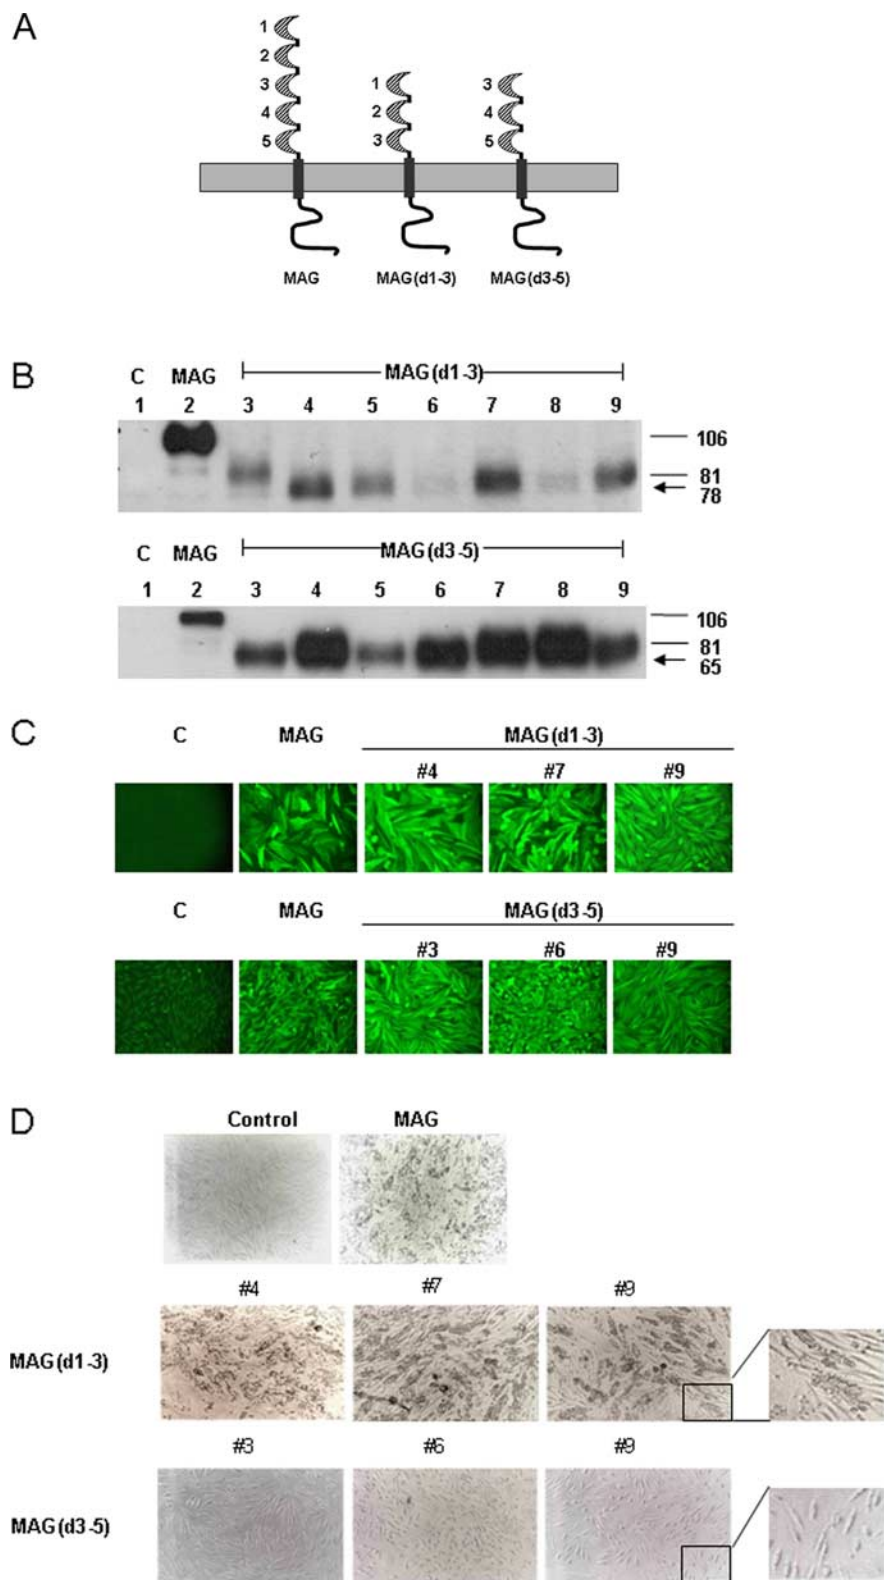 A
1
2
3
4
5
1
2
3
3
4
5
MAG MAG(d1-3) MAG(d3-5)
B
C MAG MAG(d1-3)
1 2 3 4 5 6 7 8 9
106
81
78
C MAG MAG(d3-5)
1 2 3 4 5 6 7 8 9
106
81
65
C
C MAG MAG(d1-3)
#4 #7 #9
C MAG MAG(d3-5)
#3 #6 #9
D
Control MAG
#4 #7 #9
MAG(d1-3)
#3 #6 #9
MAG(d3-5)